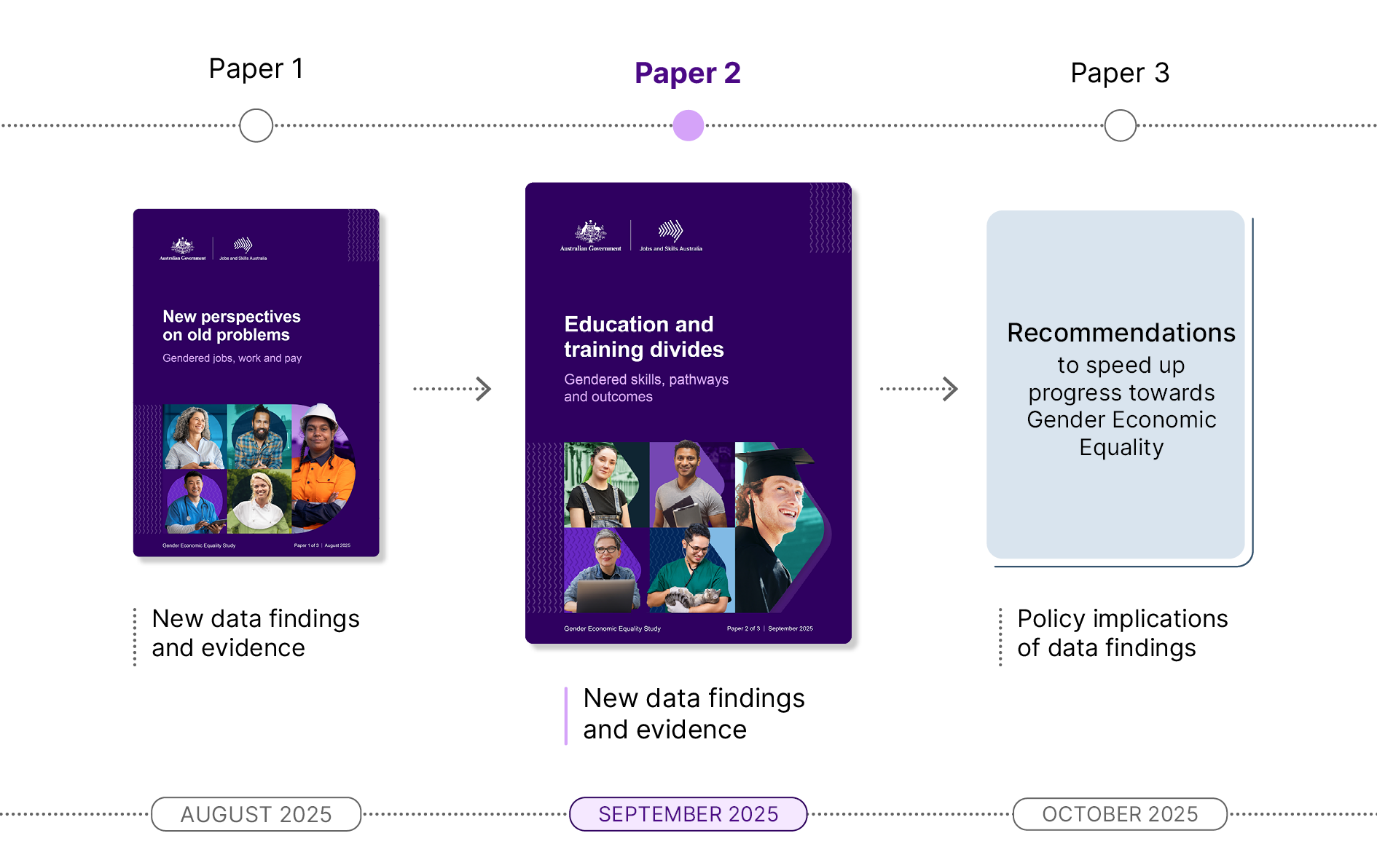 Paper 1
Paper 2
Paper 3
Australian Government
Jobs and Skills Australia
New perspectives
on old problems
Gendered jobs, work and pay
Gender Economic Equality Study
Paper 1 of 3 | August 2025
Australian Government
Jobs and Skills Australia
Education and
training divides
Gendered skills, pathways
and outcomes
Gender Economic Equality Study
Paper 2 of 3 | September 2025
Recommendations
to speed up
progress towards
Gender Economic
Equality
New data findings
and evidence
New data findings
and evidence
Policy implications
of data findings
AUGUST 2025
SEPTEMBER 2025
OCTOBER 2025